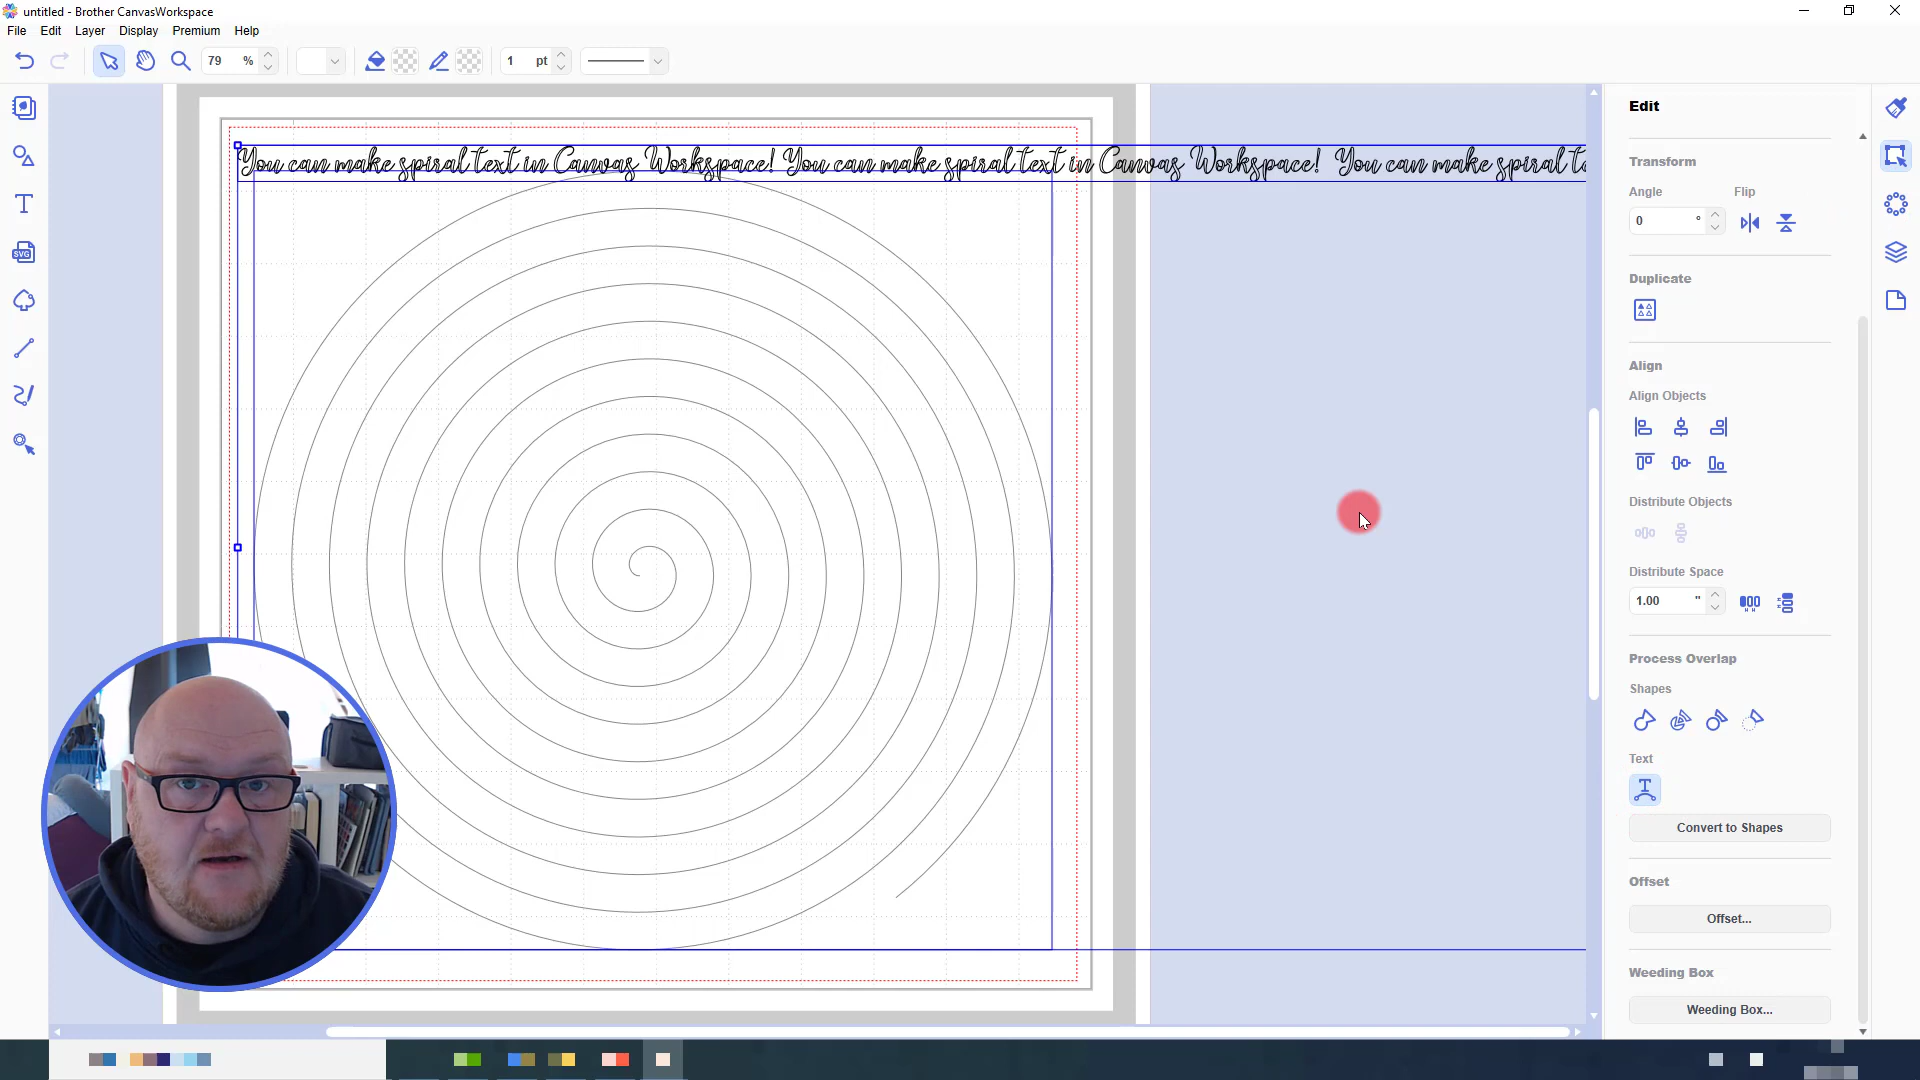 untitled - Brother CanvasWorkspace
File Edit Layer Display Premium Help
79 % 1 pt
Edit
You can make spiral text in Canvas Workspace! You can make spiral text in Canvas Workspace! You can make spiral
Transform
Angle Flip
0 °
Duplicate
Align
Align Objects
Distribute Objects
Distribute Space
1.00 "
Process Overlap
Shapes
Text
Convert to Shapes
Offset
Offset...
Weeding Box
Weeding Box...
SVG